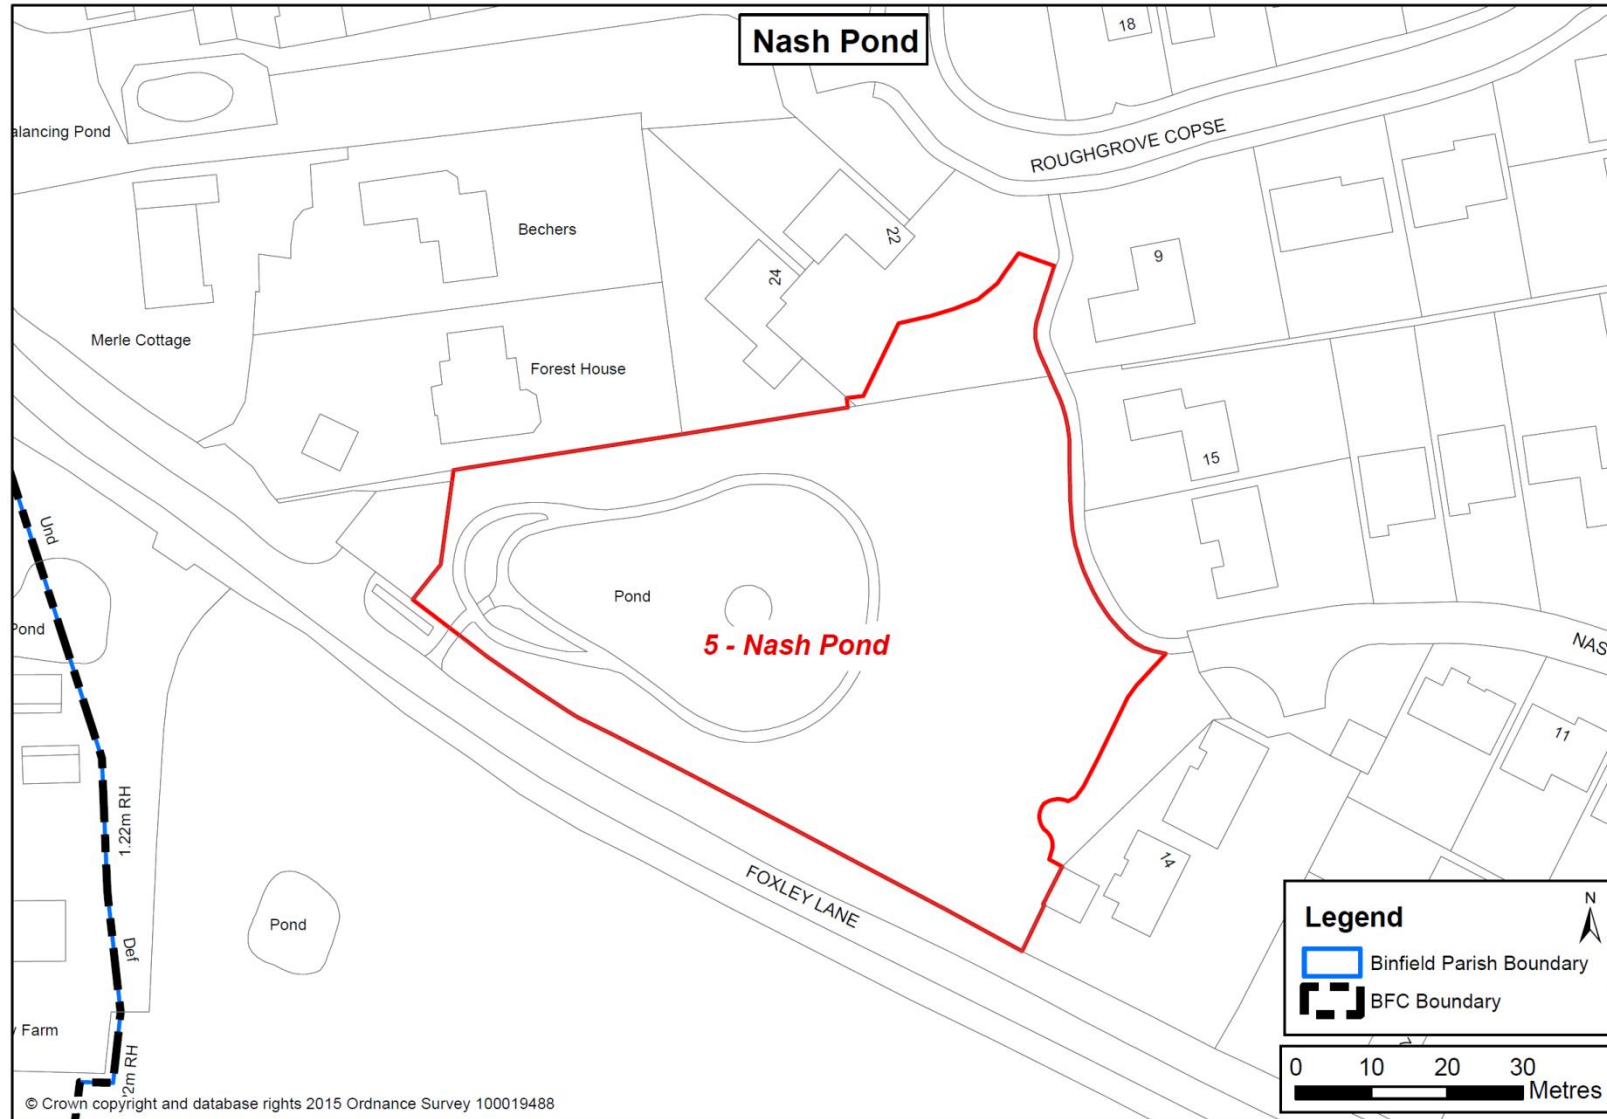 Nash Pond
18
alancing Pond
ROUGHGROVE COPSE
Bechers
22
9
24
Merle Cottage
Forest House
15
Und
Pond
Pond
5 - Nash Pond
NAS
11
1.22m RH
14
FOXLEY LANE
Pond
Def
Legend
N
Binfield Parish Boundary
BFC Boundary
Farm
2m RH
0 10 20 30
Metres
© Crown copyright and database rights 2015 Ordnance Survey 100019488